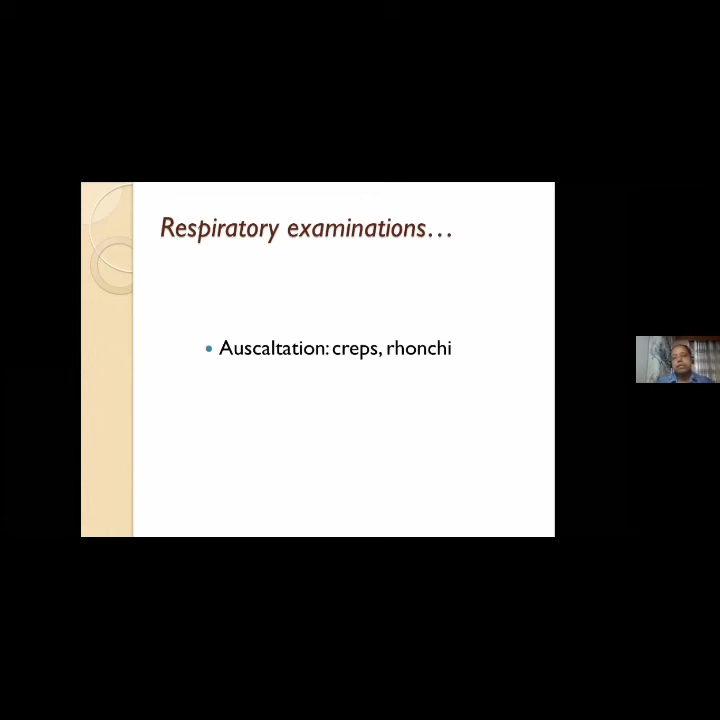 Respiratory examinations…
• Auscaltation: creps, rhonchi